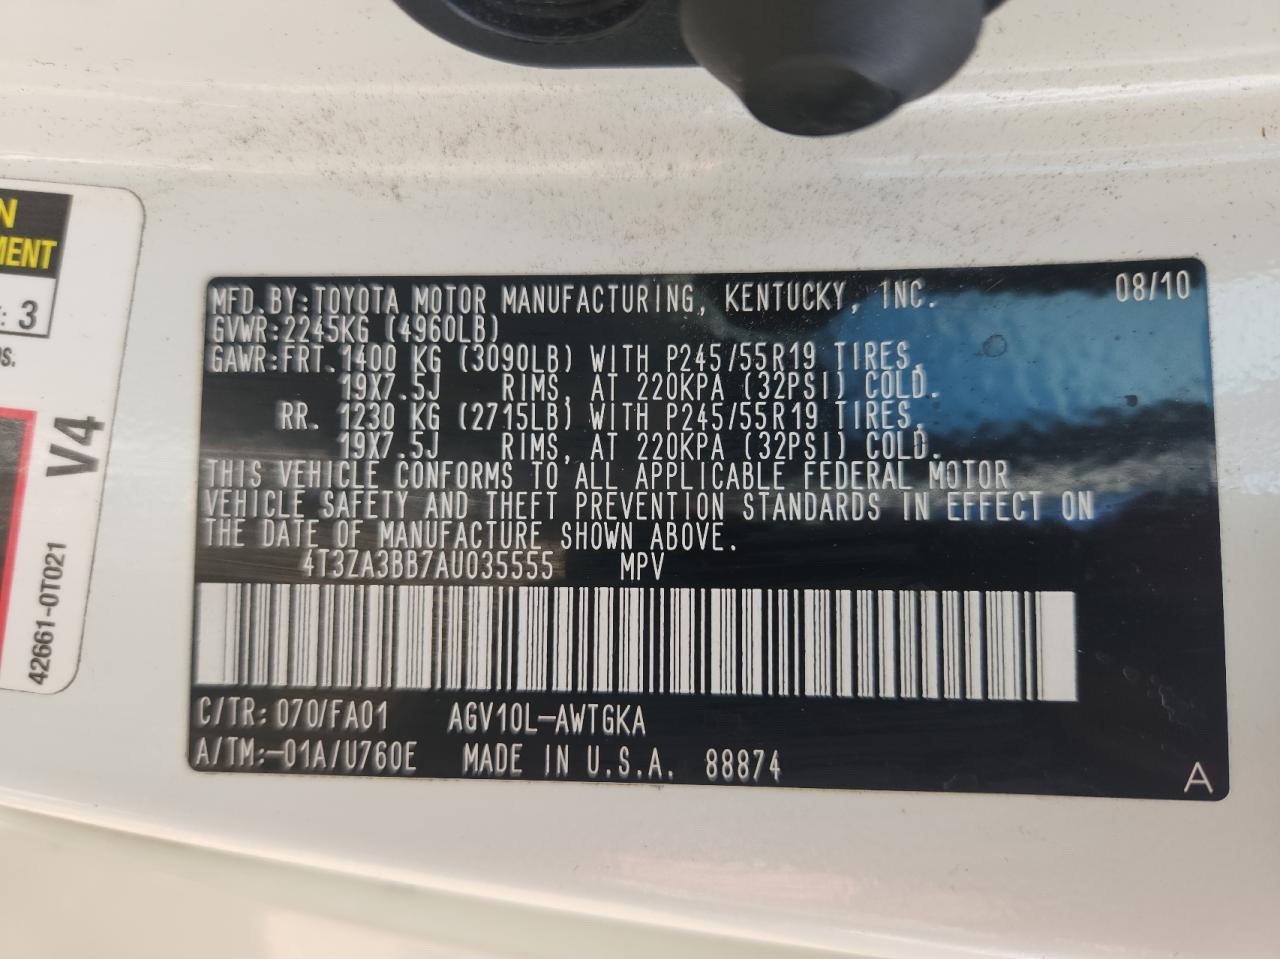 N
MENT
: 3
OS.
V4
42661-0T021
MFD.BY:TOYOTA MOTOR MANUFACTURING, KENTUCKY, INC. 08/10
GVWR:2245KG (4960LB)
GAWR:FRT. 1400 KG (3090LB) WITH P245/55R19 TIRES,
19X7.5J RIMS, AT 220KPA (32PSI) COLD.
RR. 1230 KG (2715LB) WITH P245/55R19 TIRES,
19X7.5J RIMS, AT 220KPA (32PSI) COLD.
THIS VEHICLE CONFORMS TO ALL APPLICABLE FEDERAL MOTOR
VEHICLE SAFETY AND THEFT PREVENTION STANDARDS IN EFFECT ON
THE DATE OF MANUFACTURE SHOWN ABOVE.
4T3ZA3BB7AU035555 MPV
C/TR: 070/FA01 AGV10L-AWTGKA
A/TM:-01A/U760E MADE IN U.S.A. 88874
A